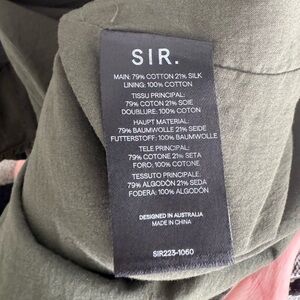 SIR.
MAIN: 79% COTTON 21% SILK
LINING: 100% COTTON
TISSU PRINCIPAL:
79% COTON 21% SOIE
DOUBLURE: 100% COTON
HAUPT MATERIAL:
79% BAUMWOLLE 21% SEIDE
FUTTERSTOFF: 100% BAUMWOLLE
TELE PRINCIPAL:
79% COTONE 21% SETA
FORO: 100% COTONE
TESSUTO PRINCIPALE:
79% ALGODÓN 21% SEDA
FODERA: 100% ALGODÓN
DESIGNED IN AUSTRALIA
MADE IN CHINA
SIR223-1060